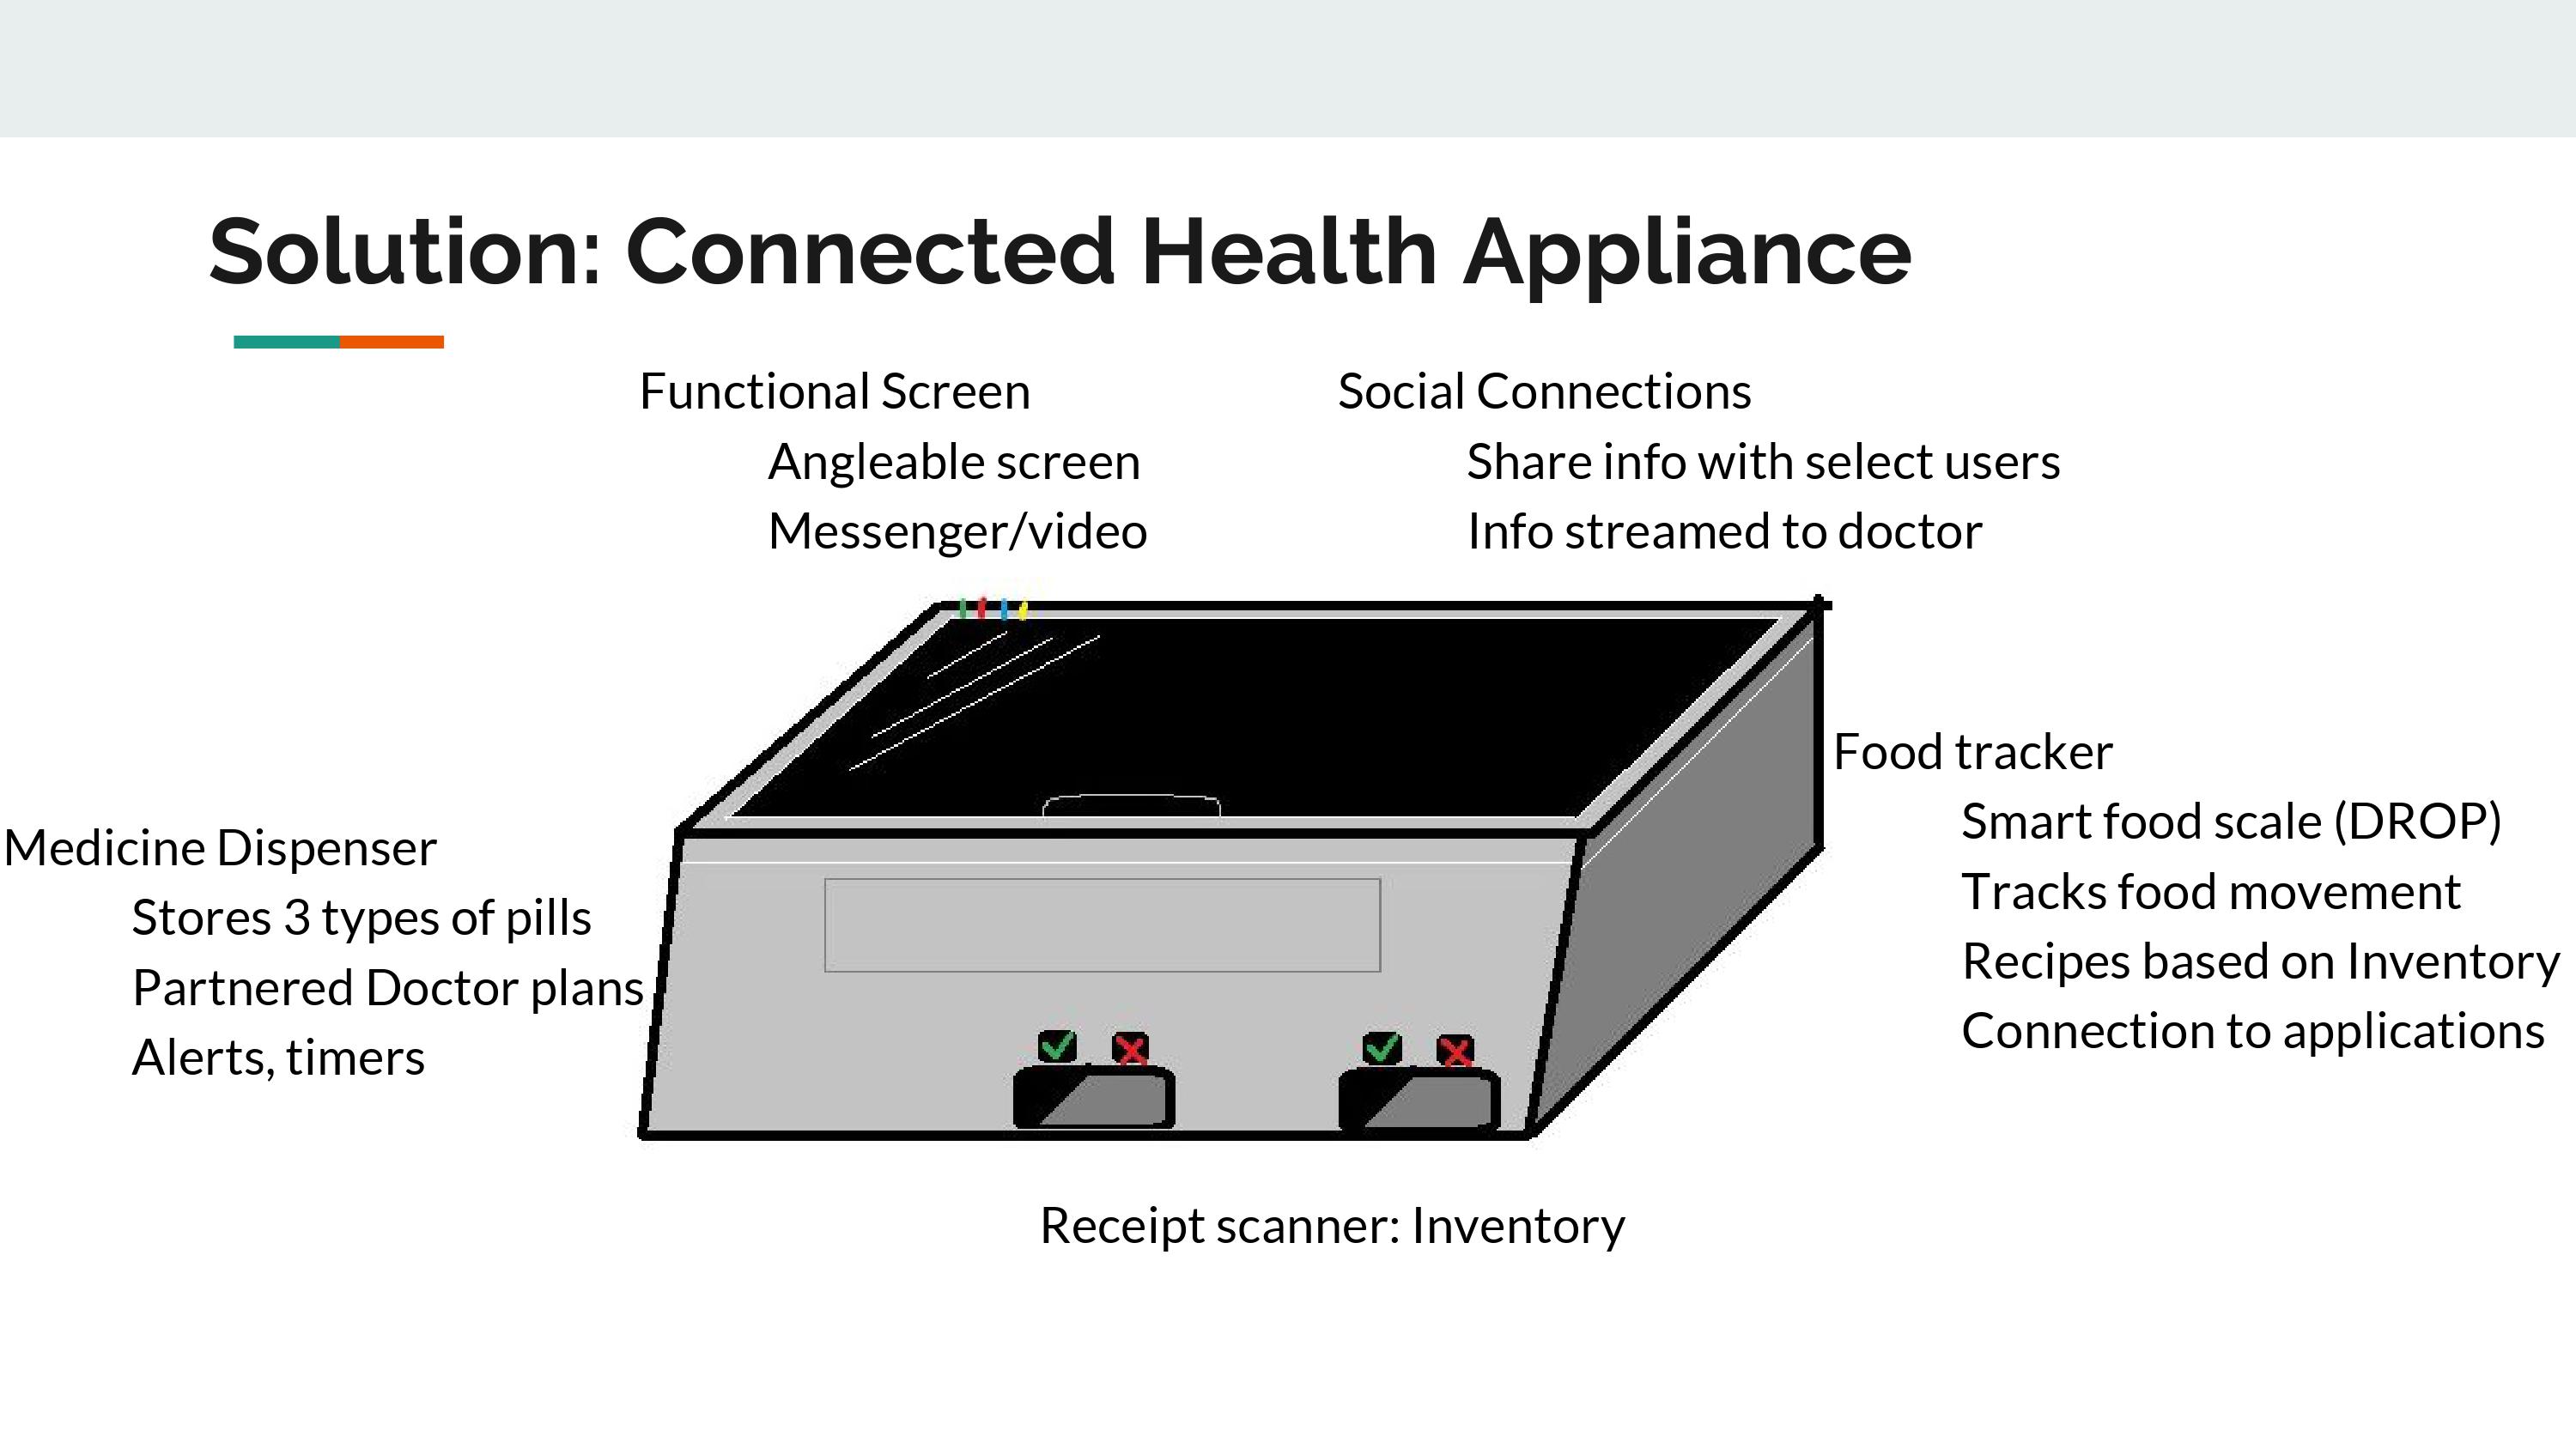 Solution: Connected Health Appliance
Functional Screen
Angleable screen
Messenger/video
Social Connections
Share info with select users
Info streamed to doctor
Medicine Dispenser
Stores 3 types of pills
Partnered Doctor plans
Alerts, timers
Food tracker
Smart food scale (DROP)
Tracks food movement
Recipes based on Inventory
Connection to applications
Receipt scanner: Inventory